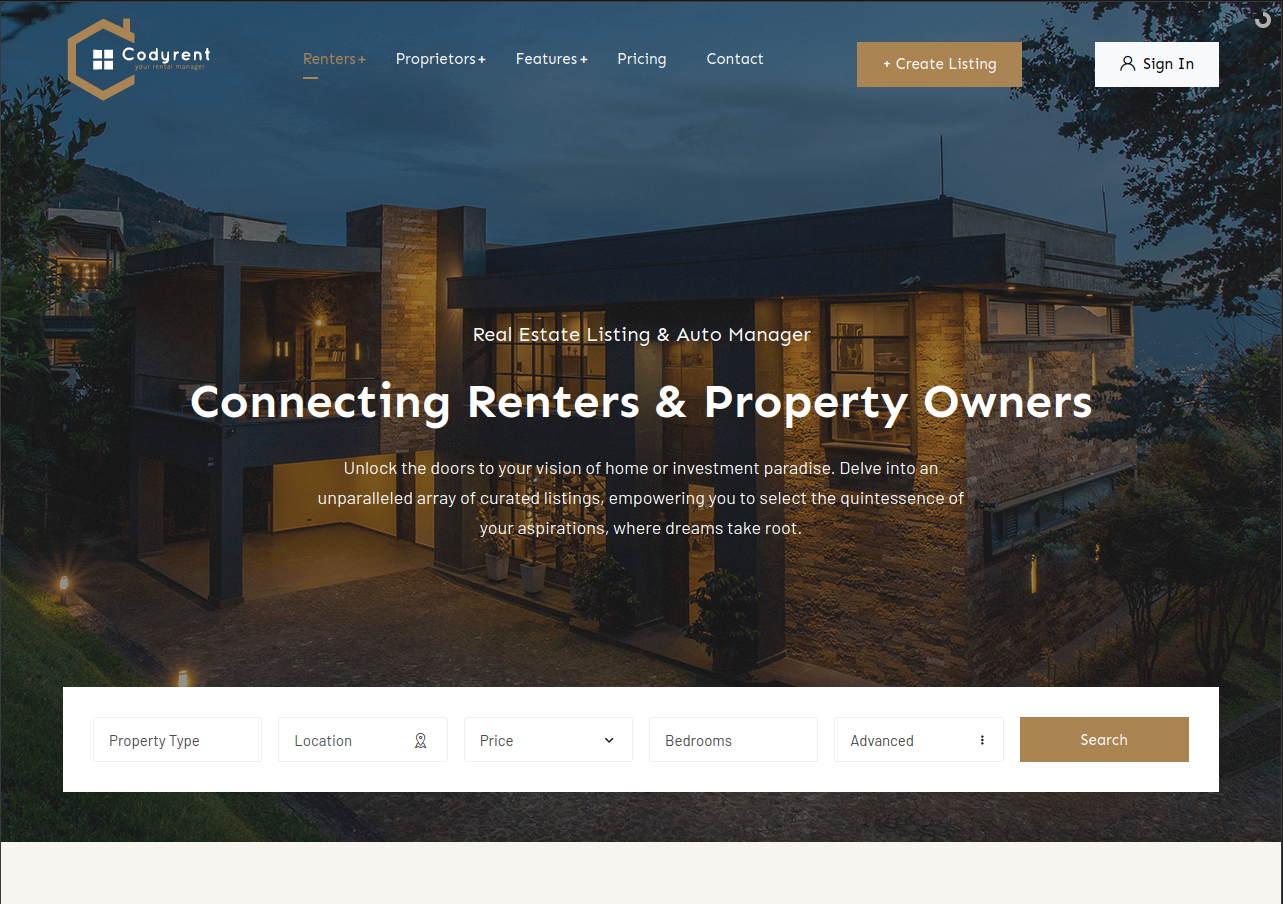 Codyrent
your rental manager
Renters+
Proprietors+
Features+
Pricing
Contact
+ Create Listing
Sign In
Real Estate Listing & Auto Manager
Connecting Renters & Property Owners
Unlock the doors to your vision of home or investment paradise. Delve into an
unparalleled array of curated listings, empowering you to select the quintessence of
your aspirations, where dreams take root.
Property Type
Location
Price
Bedrooms
Advanced
Search